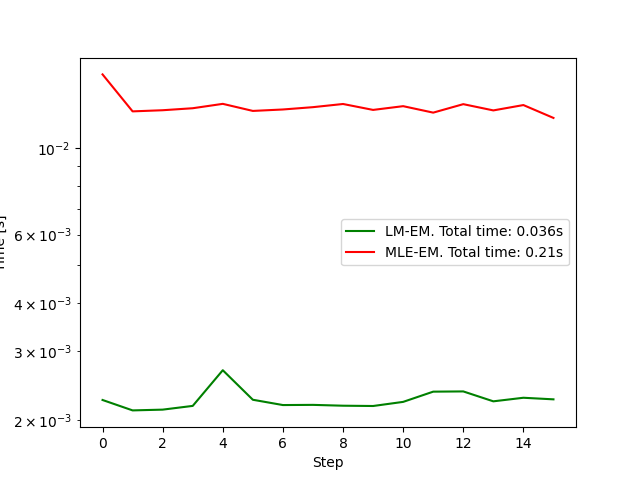 10⁻²
6 × 10⁻³
4 × 10⁻³
3 × 10⁻³
2 × 10⁻³
Time [s]
LM-EM. Total time: 0.036s
MLE-EM. Total time: 0.21s
0 2 4 6 8 10 12 14
Step